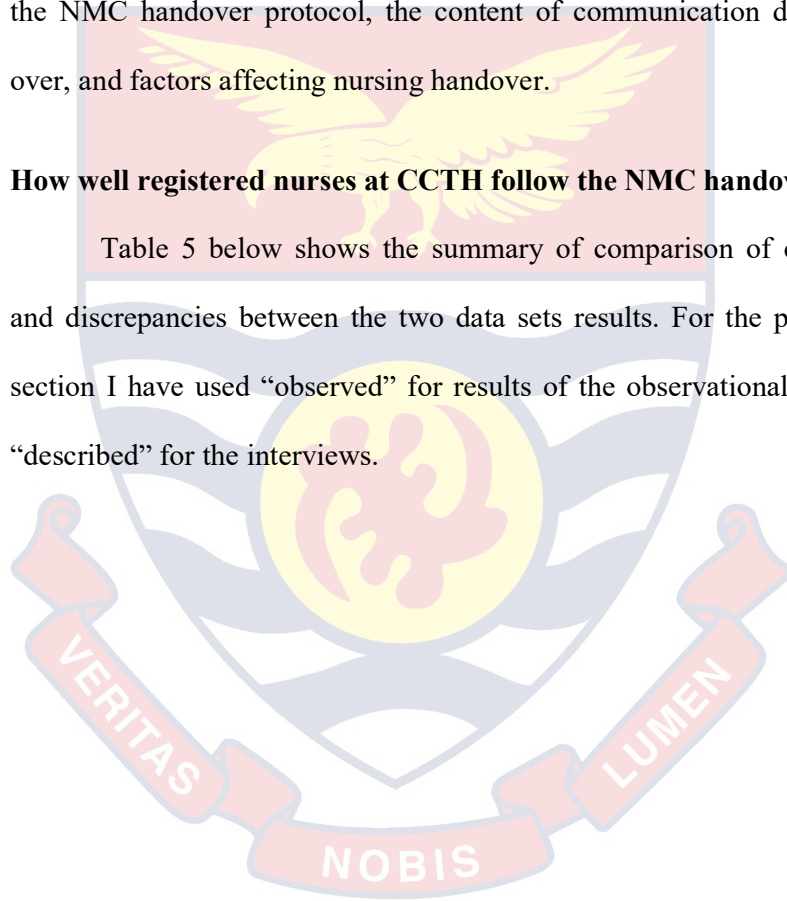 the NMC handover protocol, the content of communication d
over, and factors affecting nursing handover.
How well registered nurses at CCTH follow the NMC handov
Table 5 below shows the summary of comparison of
and discrepancies between the two data sets results. For the p
section I have used “observed” for results of the observational
“described” for the interviews.
VERITAS
NOBIS
LUMEN